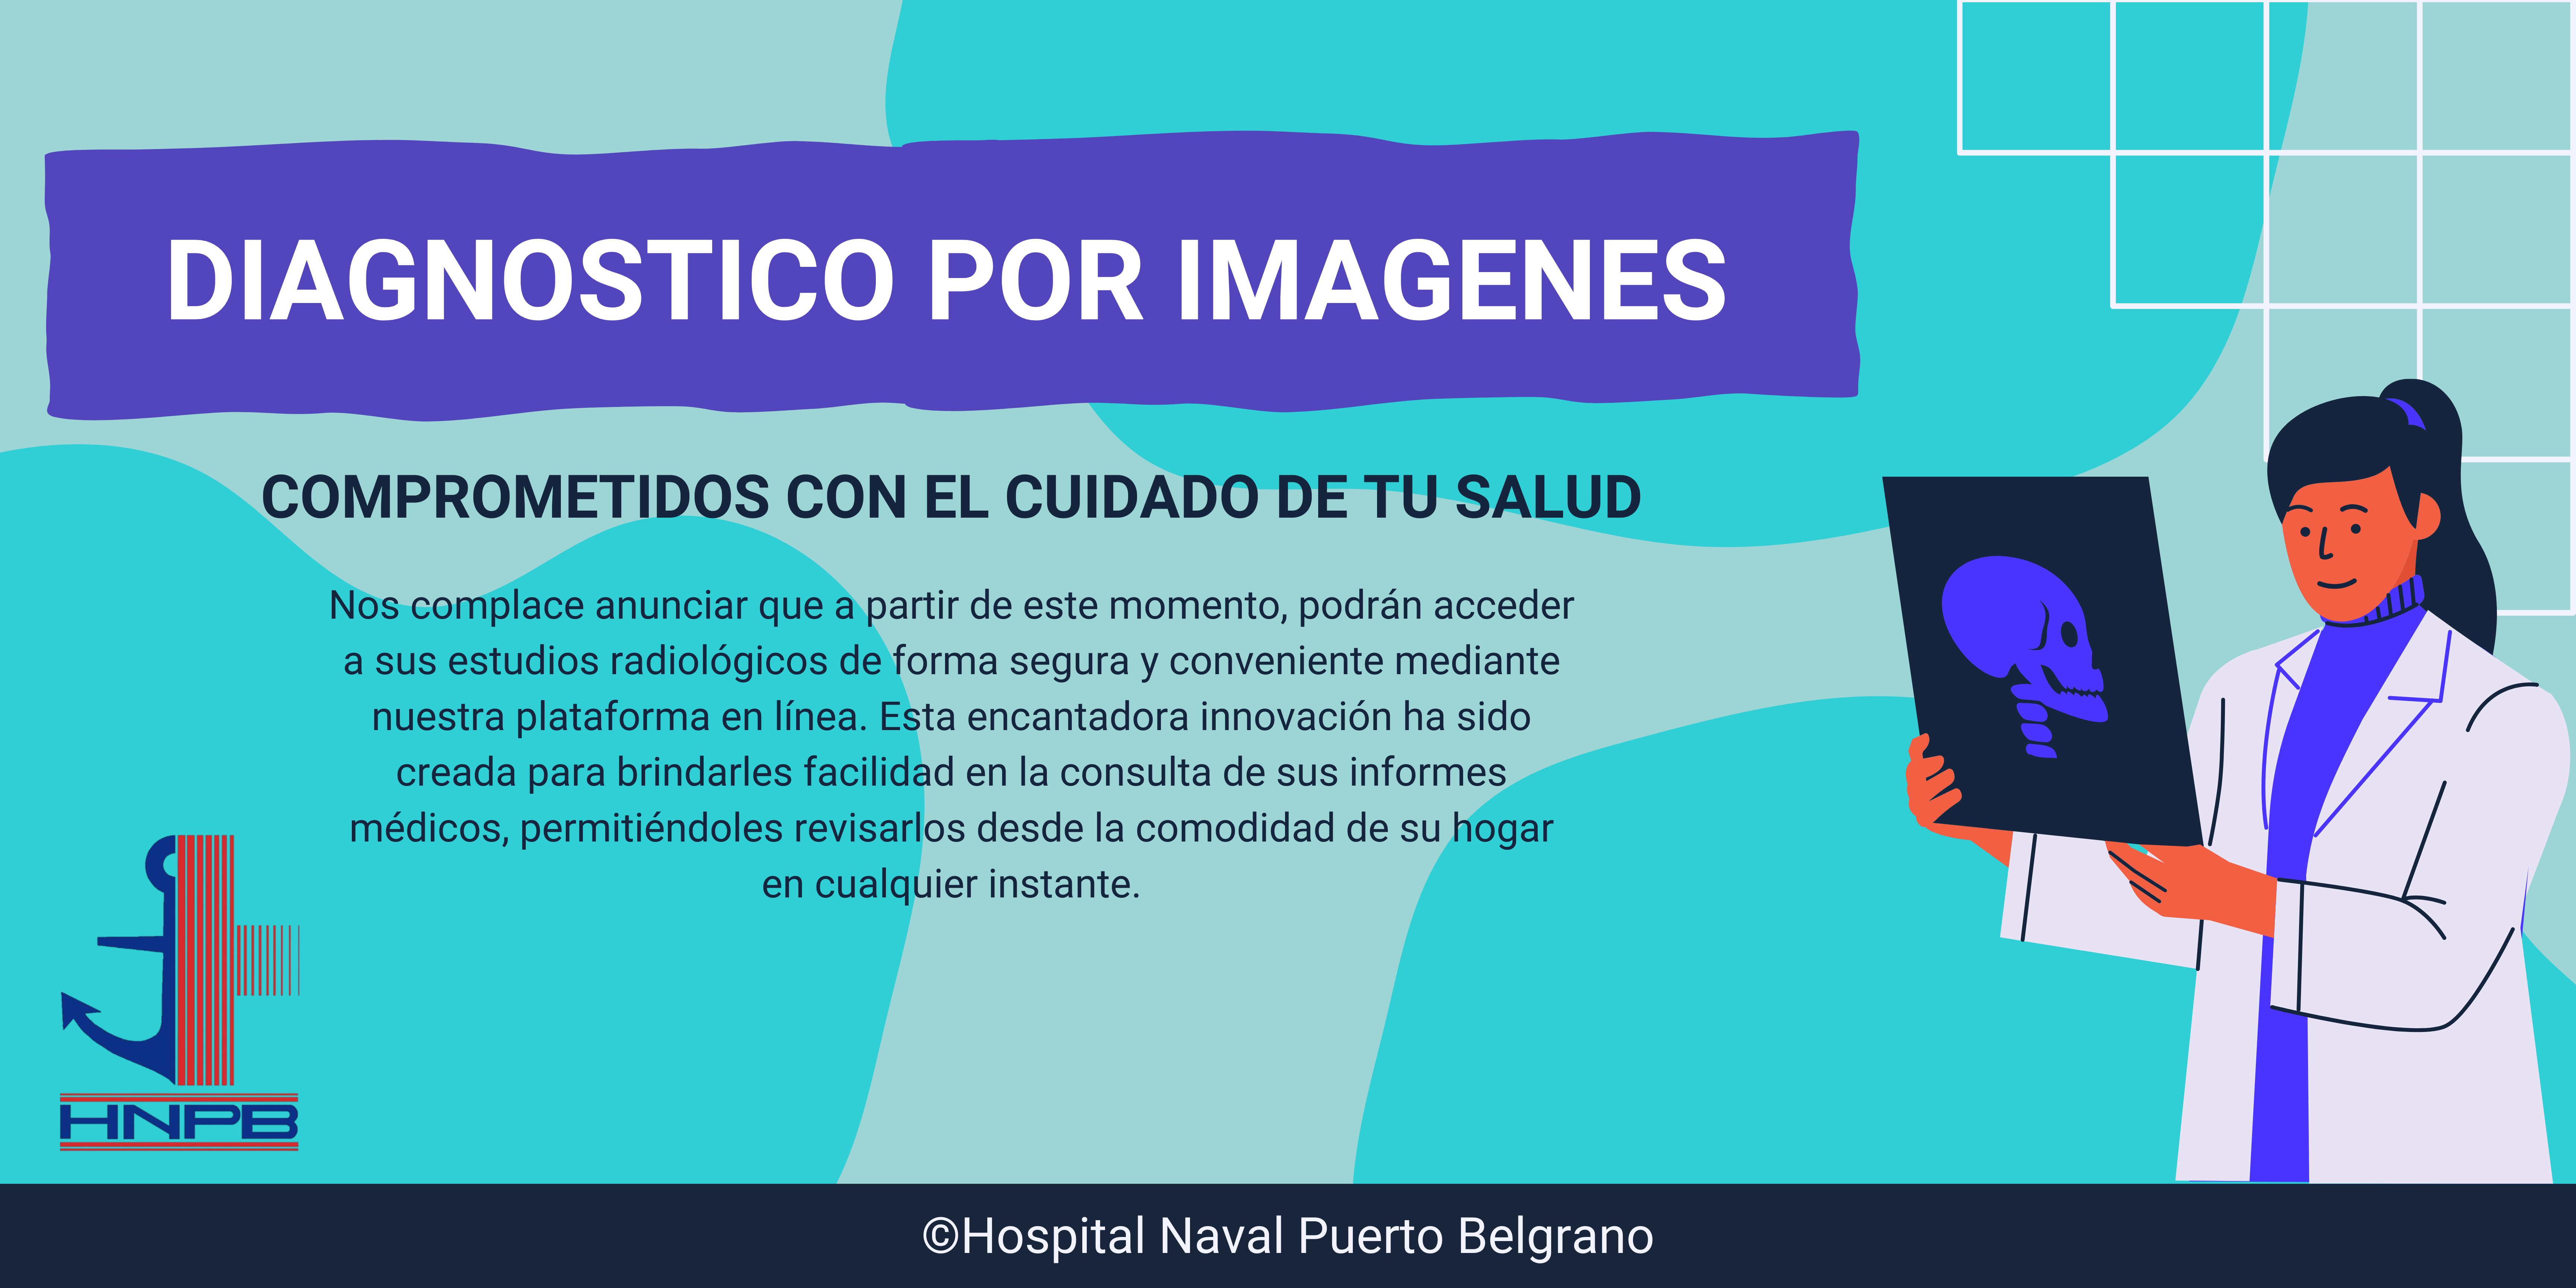 DIAGNOSTICO POR IMAGENES
COMPROMETIDOS CON EL CUIDADO DE TU SALUD
Nos complace anunciar que a partir de este momento, podrán acceder
a sus estudios radiológicos de forma segura y conveniente mediante
nuestra plataforma en línea. Esta encantadora innovación ha sido
creada para brindarles facilidad en la consulta de sus informes
médicos, permitiéndoles revisarlos desde la comodidad de su hogar
en cualquier instante.
HNPB
©Hospital Naval Puerto Belgrano